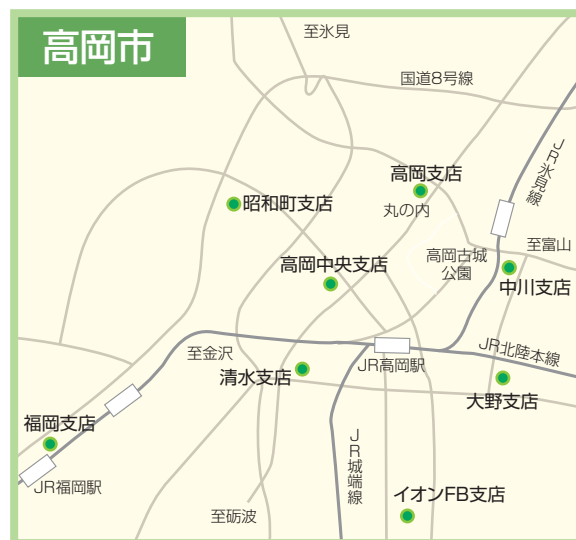 高岡市
至氷見
国道8号線
JR氷見線
高岡支店
丸の内
昭和町支店
至富山
高岡古城
公園
高岡中央支店
中川支店
至金沢
JR高岡駅
JR北陸本線
清水支店
大野支店
福岡支店
JR城端線
JR福岡駅
イオンFB支店
至砺波